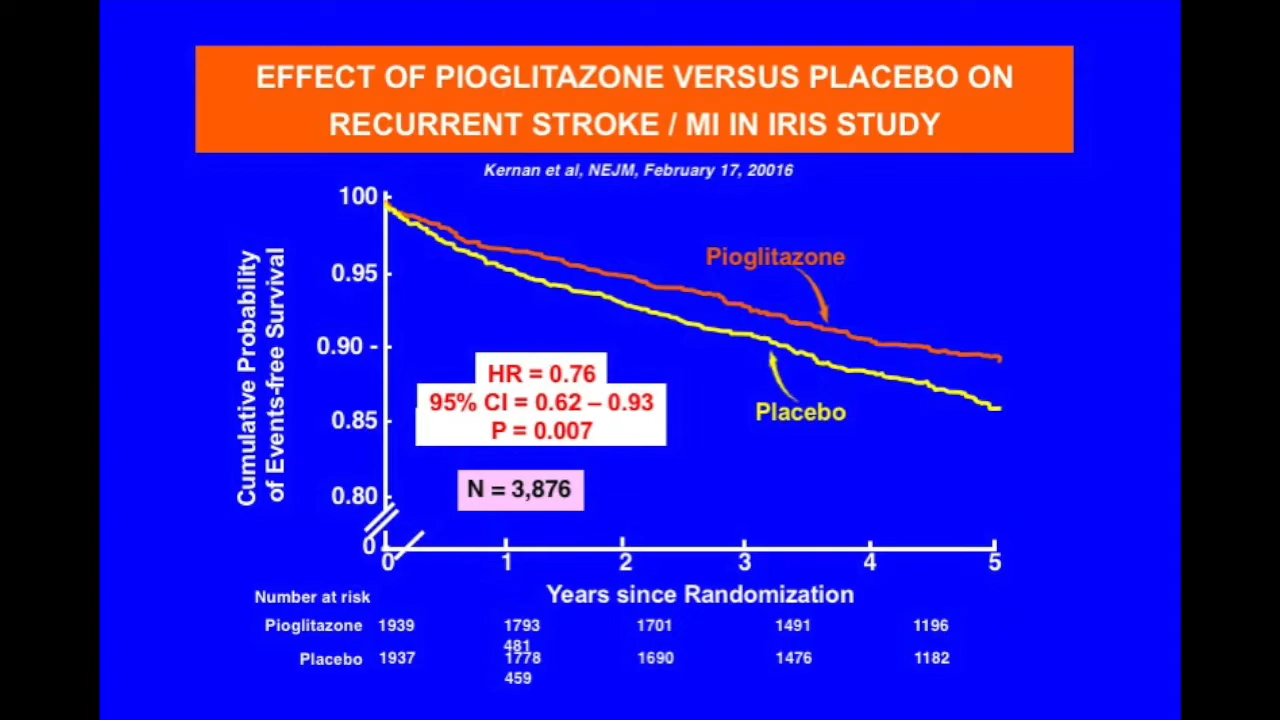 EFFECT OF PIOGLITAZONE VERSUS PLACEBO ON
RECURRENT STROKE / MI IN IRIS STUDY
Kernan et al, NEJM, February 17, 20016
Cumulative Probability
of Events-free Survival
100
0.95
0.90 -
0.85
0.80
0
Pioglitazone
Placebo
HR = 0.76
95% CI = 0.62 – 0.93
P = 0.007
N = 3,876
0 1 2 3 4 5
Years since Randomization
Number at risk
Pioglitazone 1939 1793 1701 1491 1196
481
Placebo 1937 1778 1690 1476 1182
459